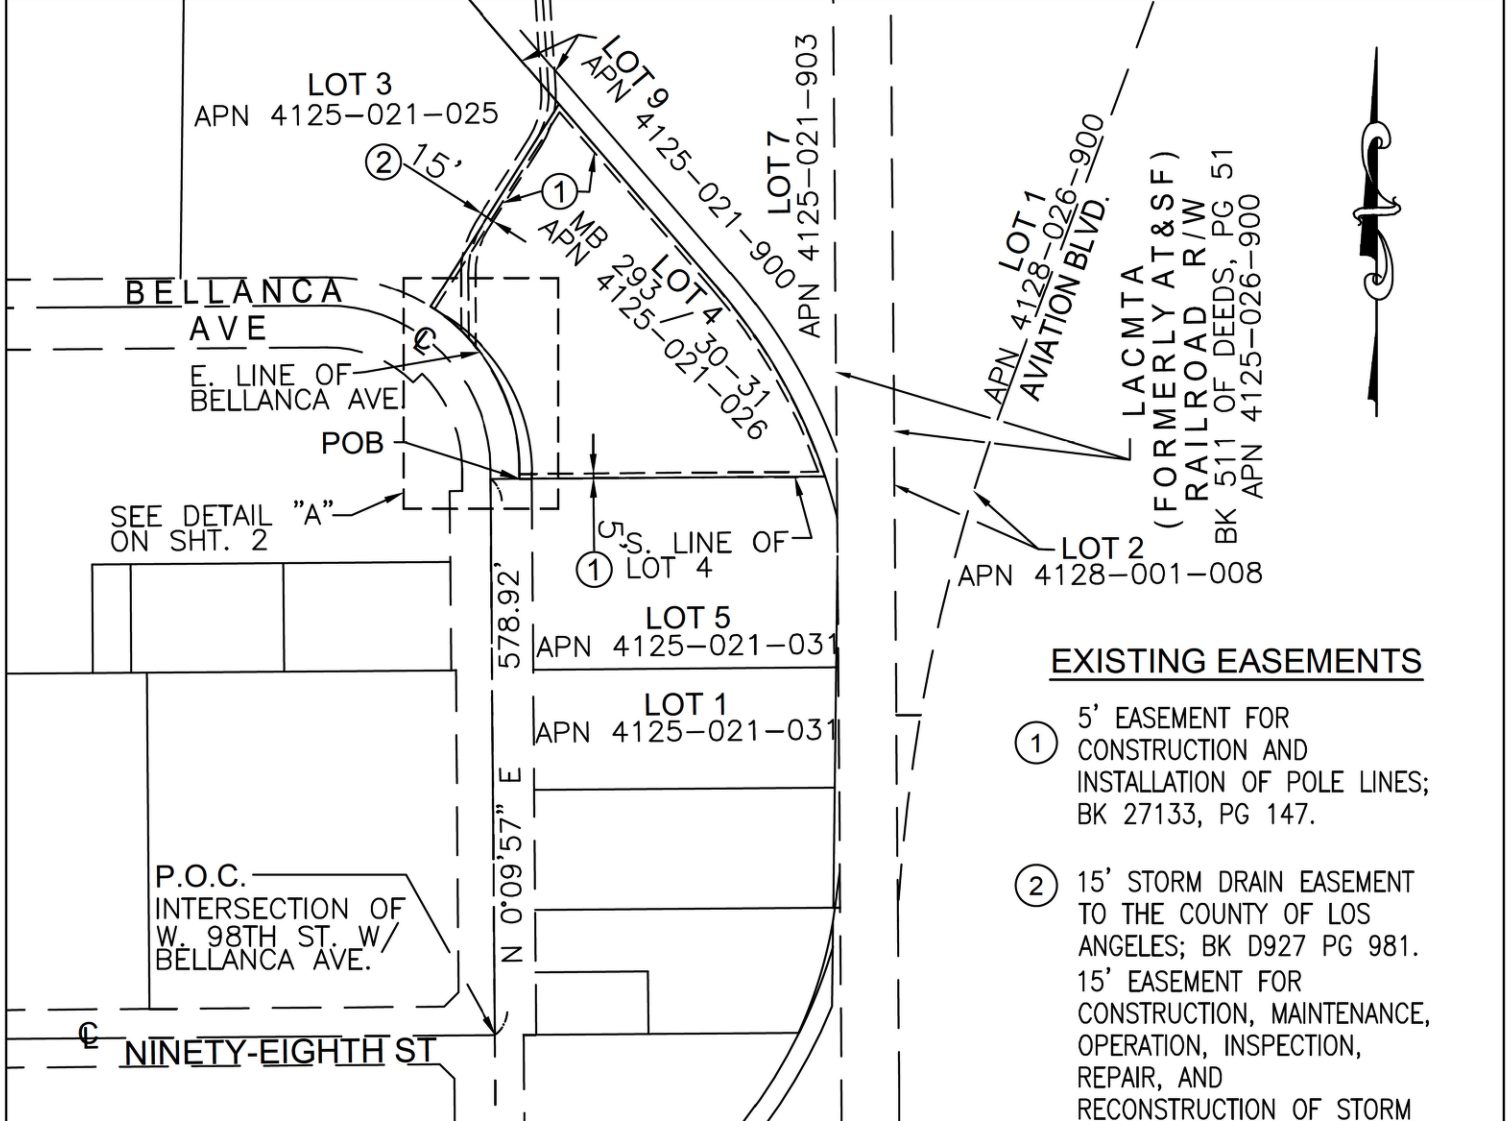 LOT 3
APN 4125-021-025
LOT 9
APN 4125-021-900
LOT 7
APN 4125-021-903
2
15'
1
MB 293 / 30-31
APN 4125-021-026
LOT 4
LOT 1
APN 4128-026-900
AVIATION BLVD.
LACMTA
(FORMERLY AT&SF)
RAILROAD R/W
BK 511 OF DEEDS, PG 51
APN 4125-026-900
BELLANCA
AVE
℄
E. LINE OF
BELLANCA AVE
POB
SEE DETAIL "A"
ON SHT. 2
5'
S. LINE OF
LOT 4
1
LOT 2
APN 4128-001-008
LOT 5
APN 4125-021-031
LOT 1
APN 4125-021-031
N 0°09'57" E 578.92'
P.O.C.
INTERSECTION OF
W. 98TH ST. W/
BELLANCA AVE.
℄
NINETY-EIGHTH ST
EXISTING EASEMENTS
1
5' EASEMENT FOR
CONSTRUCTION AND
INSTALLATION OF POLE LINES;
BK 27133, PG 147.
2
15' STORM DRAIN EASEMENT
TO THE COUNTY OF LOS
ANGELES; BK D927 PG 981.
15' EASEMENT FOR
CONSTRUCTION, MAINTENANCE,
OPERATION, INSPECTION,
REPAIR, AND
RECONSTRUCTION OF STORM